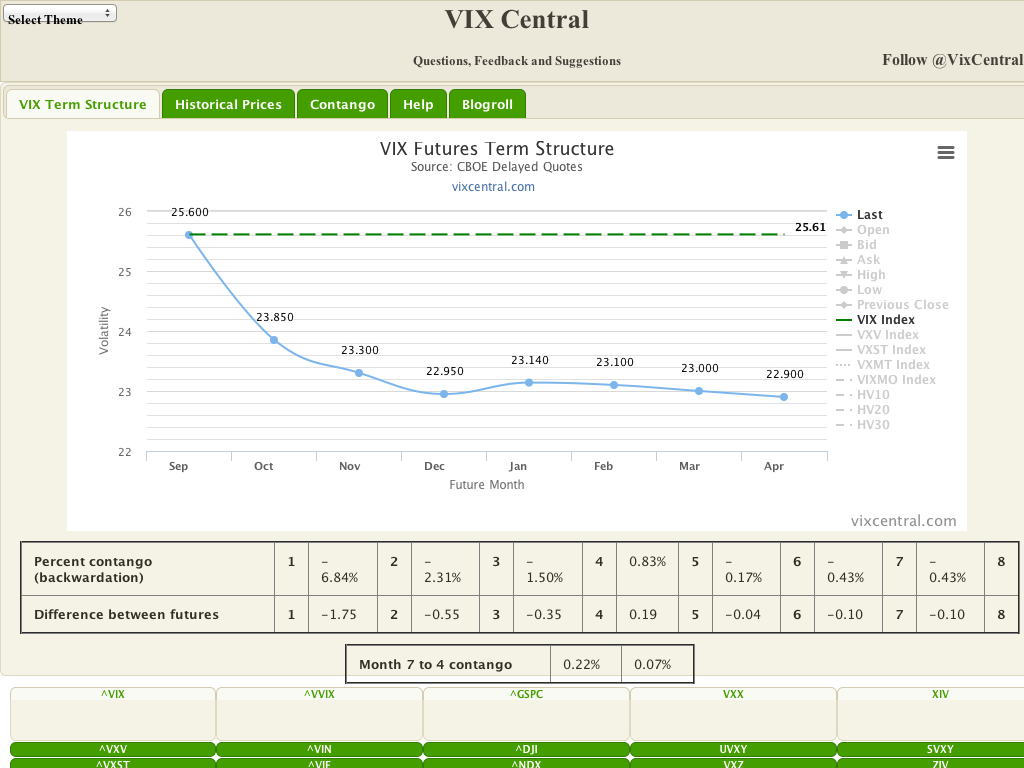 Select Theme
VIX Central
Questions, Feedback and Suggestions
Follow @VixCentral
VIX Term Structure Historical Prices Contango Help Blogroll
VIX Futures Term Structure
Source: CBOE Delayed Quotes
vixcentral.com
26
25
24
23
22
Volatility
25.600
23.850
23.300
22.950
23.140
23.100
23.000
22.900
25.61
Sep Oct Nov Dec Jan Feb Mar Apr
Future Month
Last
Open
Bid
Ask
High
Low
Previous Close
VIX Index
VXV Index
VXST Index
VXMT Index
VIXMO Index
HV10
HV20
HV30
vixcentral.com
Percent contango (backwardation) 1 −6.84% 2 −2.31% 3 −1.50% 4 0.83% 5 −0.17% 6 −0.43% 7 −0.43% 8
Difference between futures 1 −1.75 2 −0.55 3 −0.35 4 0.19 5 −0.04 6 −0.10 7 −0.10 8
Month 7 to 4 contango 0.22% 0.07%
^VIX ^VVIX ^GSPC VXX XIV
^VXV ^VIN ^DJI UVXY SVXY
^VXST ^VIF ^NDX VXZ ZIV